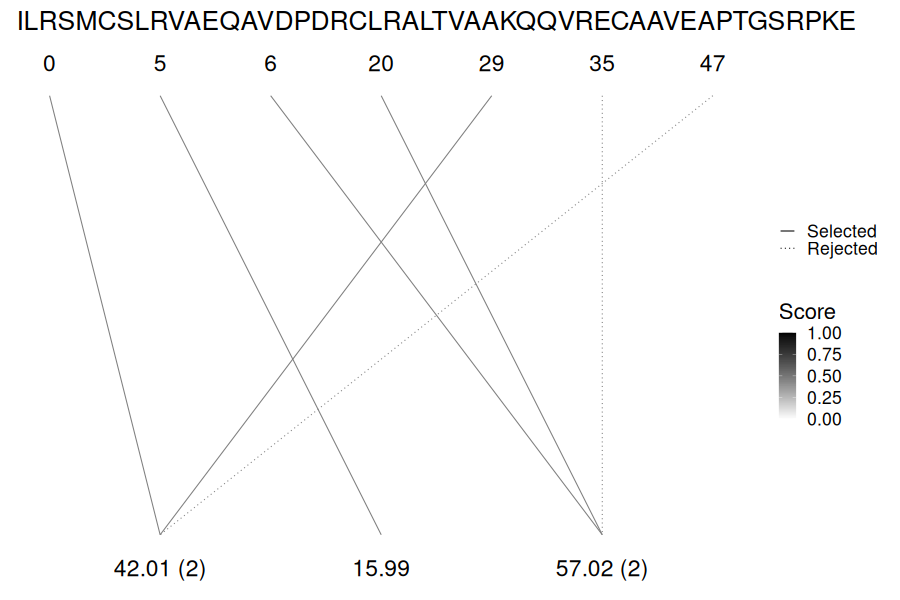 ILRSMCSLRVAEQAVDPDRCLRALTVAAKQQVRECAAVEAPTGSRPKE
0 5 6 20 29 35 47
Selected
Rejected
Score
1.00
0.75
0.50
0.25
0.00
42.01 (2) 15.99 57.02 (2)